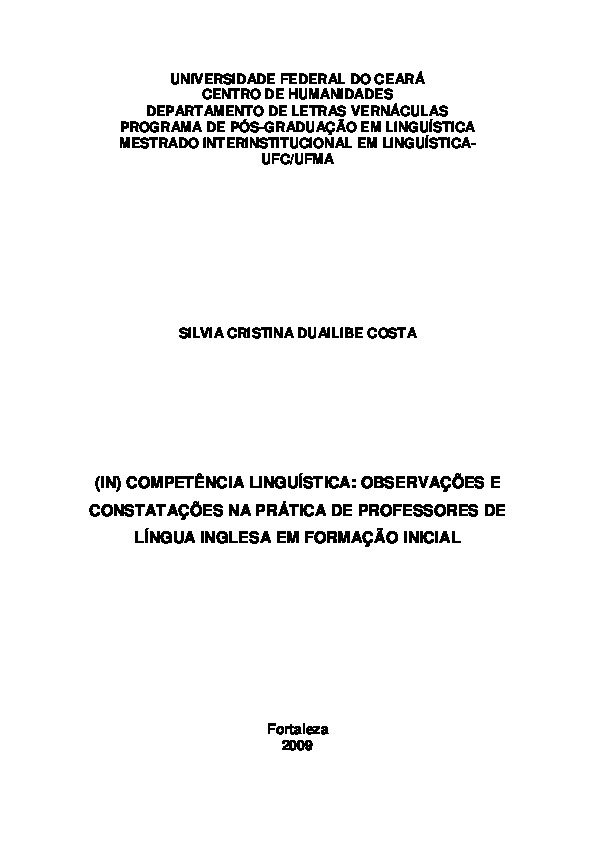 UNIVERSIDADE FEDERAL DO CEARÁ
CENTRO DE HUMANIDADES
DEPARTAMENTO DE LETRAS VERNÁCULAS
PROGRAMA DE PÓS-GRADUAÇÃO EM LINGUÍSTICA
MESTRADO INTERINSTITUCIONAL EM LINGUÍSTICA-
UFC/UFMA
SILVIA CRISTINA DUAILIBE COSTA
(IN) COMPETÊNCIA LINGUÍSTICA: OBSERVAÇÕES E
CONSTATAÇÕES NA PRÁTICA DE PROFESSORES DE
LÍNGUA INGLESA EM FORMAÇÃO INICIAL
Fortaleza
2009